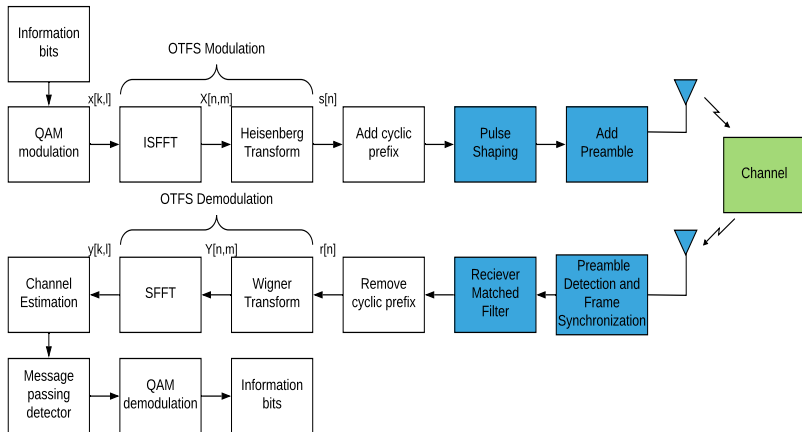 Information
bits
OTFS Modulation
x[k,l]
X[n,m]
s[n]
QAM
modulation
ISFFT
Heisenberg
Transform
Add cyclic
prefix
Pulse
Shaping
Add
Preamble
Channel
OTFS Demodulation
y[k,l]
Y[n,m]
r[n]
Channel
Estimation
SFFT
Wigner
Transform
Remove
cyclic prefix
Reciever
Matched
Filter
Preamble
Detection and
Frame
Synchronization
Message
passing
detector
QAM
demodulation
Information
bits